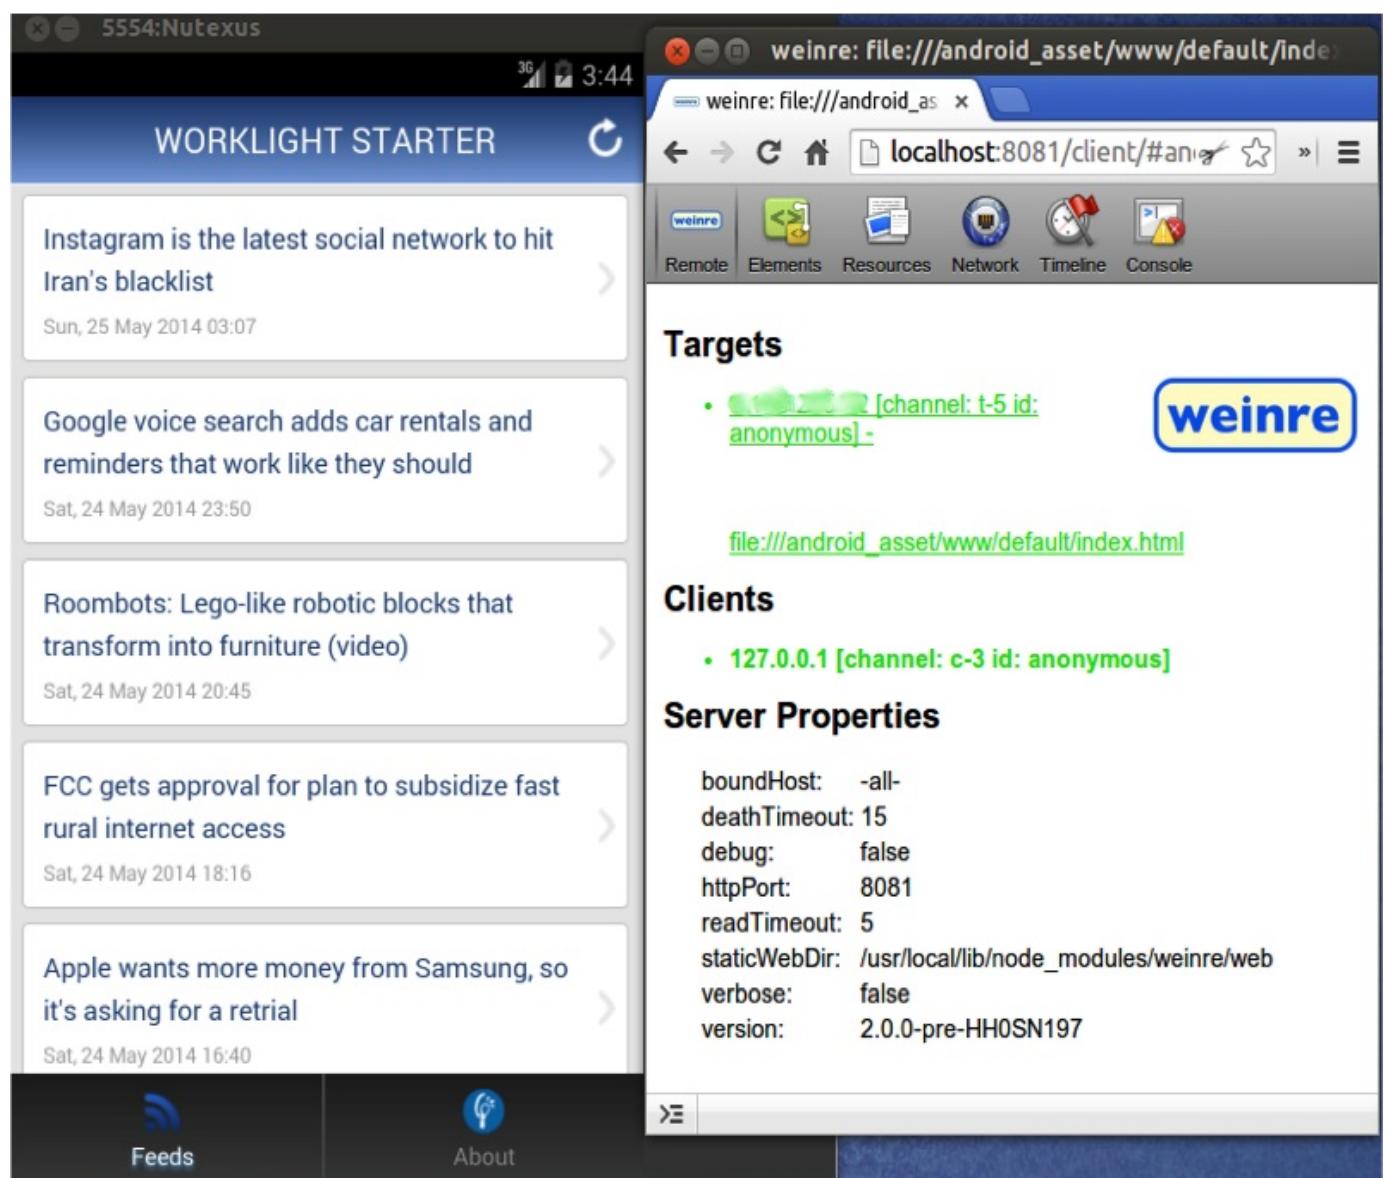 5554:Nutexus
3G
3:44
WORKLIGHT STARTER
Instagram is the latest social network to hit
Iran's blacklist
Sun, 25 May 2014 03:07
Google voice search adds car rentals and
reminders that work like they should
Sat, 24 May 2014 23:50
Roombots: Lego-like robotic blocks that
transform into furniture (video)
Sat, 24 May 2014 20:45
FCC gets approval for plan to subsidize fast
rural internet access
Sat, 24 May 2014 18:16
Apple wants more money from Samsung, so
it's asking for a retrial
Sat, 24 May 2014 16:40
Feeds
About
weinre: file:///android_asset/www/default/inde
weinre: file:///android_as
localhost:8081/client/#an
weinre
Remote
Elements
Resources
Network
Timeline
Console
Targets
[channel: t-5 id:
anonymous] -
weinre
file:///android_asset/www/default/index.html
Clients
• 127.0.0.1 [channel: c-3 id: anonymous]
Server Properties
boundHost: -all-
deathTimeout: 15
debug: false
httpPort: 8081
readTimeout: 5
staticWebDir: /usr/local/lib/node_modules/weinre/web
verbose: false
version: 2.0.0-pre-HH0SN197